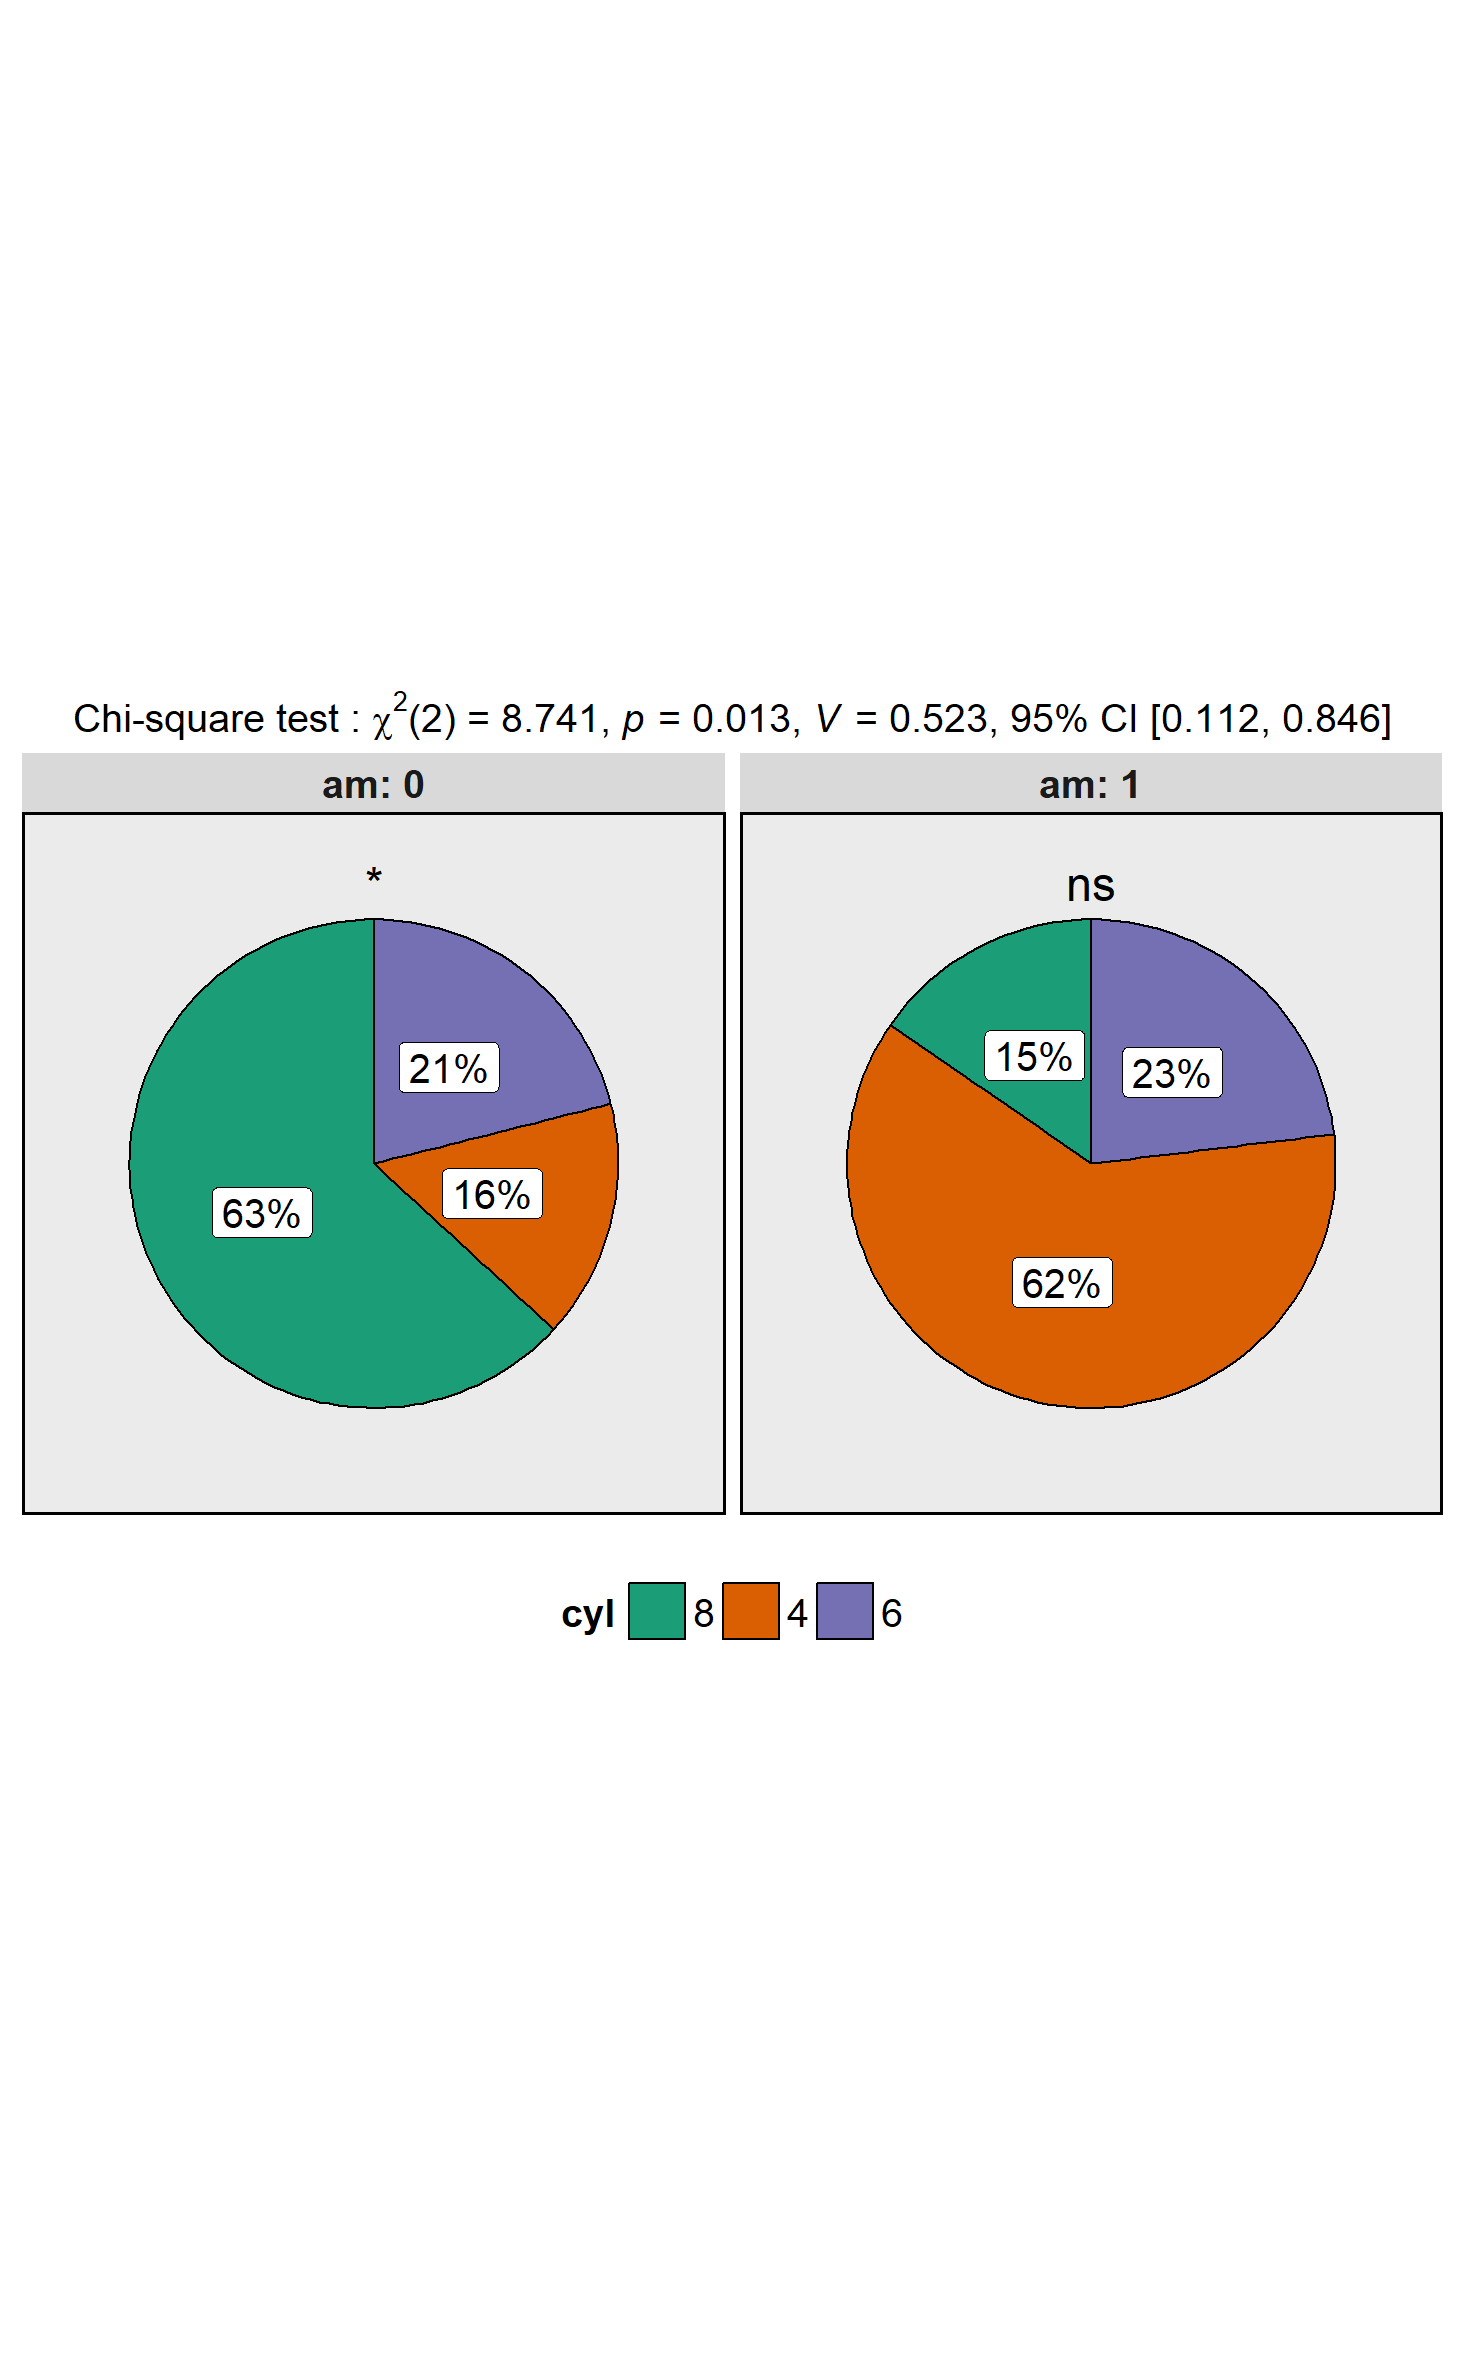 Chi-square test : χ²(2) = 8.741, p = 0.013, V = 0.523, 95% CI [0.112, 0.846]
am: 0
*
21%
16%
63%
am: 1
ns
15%
23%
62%
cyl 8 4 6